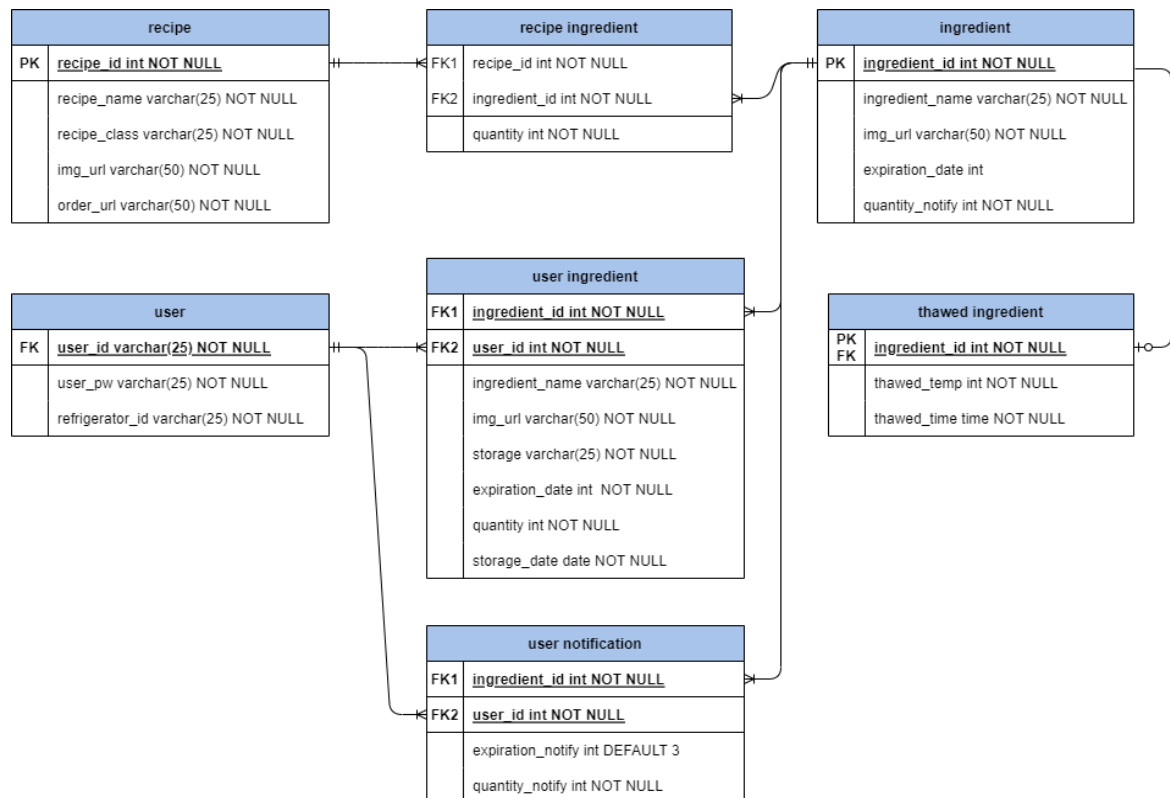 recipe
PK recipe_id int NOT NULL
recipe_name varchar(25) NOT NULL
recipe_class varchar(25) NOT NULL
img_url varchar(50) NOT NULL
order_url varchar(50) NOT NULL
recipe ingredient
FK1 recipe_id int NOT NULL
FK2 ingredient_id int NOT NULL
quantity int NOT NULL
ingredient
PK ingredient_id int NOT NULL
ingredient_name varchar(25) NOT NULL
img_url varchar(50) NOT NULL
expiration_date int
quantity_notify int NOT NULL
user
FK user_id varchar(25) NOT NULL
user_pw varchar(25) NOT NULL
refrigerator_id varchar(25) NOT NULL
user ingredient
FK1 ingredient_id int NOT NULL
FK2 user_id int NOT NULL
ingredient_name varchar(25) NOT NULL
img_url varchar(50) NOT NULL
storage varchar(25) NOT NULL
expiration_date int NOT NULL
quantity int NOT NULL
storage_date date NOT NULL
thawed ingredient
PK
FK ingredient_id int NOT NULL
thawed_temp int NOT NULL
thawed_time time NOT NULL
user notification
FK1 ingredient_id int NOT NULL
FK2 user_id int NOT NULL
expiration_notify int DEFAULT 3
quantity_notify int NOT NULL